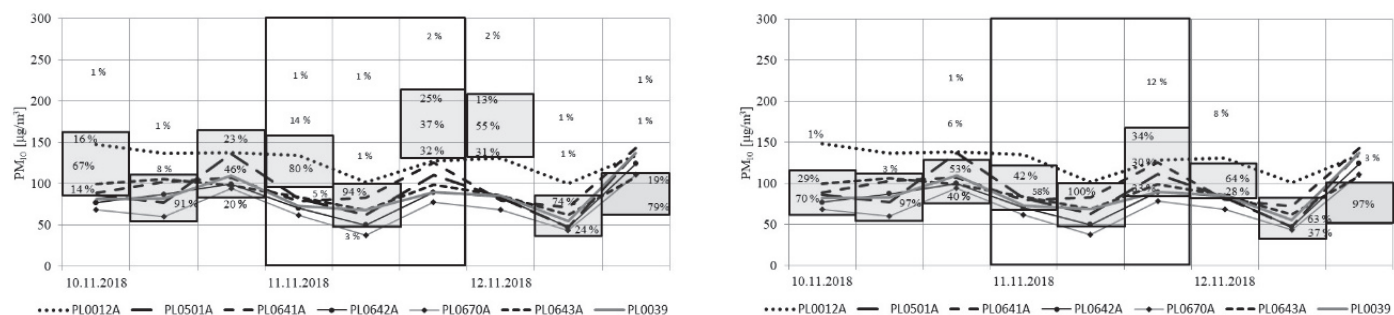 300
2 % 2 %
250
1 % 1 % 1 % 1 %
200
PM10 [µg/m³]
25% 13%
1 % 14 % 37% 55% 1 % 1 %
150
16% 23% 32% 31%
67% 8% 46% 80% 1% 1%
100
14% 91% 20% 5% 94% 74% 19%
79%
50
3 % 24 %
0
10.11.2018 11.11.2018 12.11.2018
PL0012A PL0501A PL0641A PL0642A PL0670A PL0643A PL0039
300
250
1 % 12 %
200
PM10 [µg/m³]
6 % 8 %
1% 34%
150
3 % 53% 30% 3 %
29% 42% 64%
100
70% 97% 40% 58% 100% 28% 97%
63%
50
37%
0
10.11.2018 11.11.2018 12.11.2018
PL0012A PL0501A PL0641A PL0642A PL0670A PL0643A PL0039